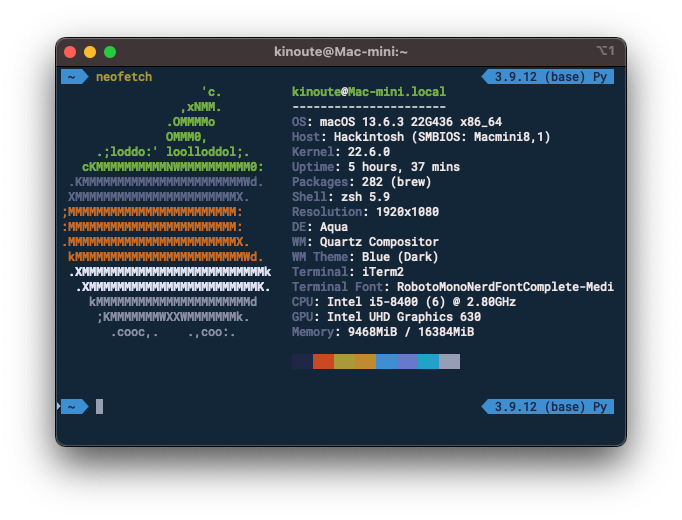 kinoute@Mac-mini:~ ⌥1
~ neofetch 3.9.12 (base) Py
'c. kinoute@Mac-mini.local
,xNMM. ----------------------
.OMMMMo OS: macOS 13.6.3 22G436 x86_64
OMMM0, Host: Hackintosh (SMBIOS: Macmini8,1)
.;loddo:' loolloddol;. Kernel: 22.6.0
cKMMMMMMMMMMNWMMMMMMMMMM0: Uptime: 5 hours, 37 mins
.KMMMMMMMMMMMMMMMMMMMMMMMWd. Packages: 282 (brew)
XMMMMMMMMMMMMMMMMMMMMMMMX. Shell: zsh 5.9
;MMMMMMMMMMMMMMMMMMMMMMMM: Resolution: 1920x1080
:MMMMMMMMMMMMMMMMMMMMMMMM: DE: Aqua
.MMMMMMMMMMMMMMMMMMMMMMMMX. WM: Quartz Compositor
kMMMMMMMMMMMMMMMMMMMMMMMMWd. WM Theme: Blue (Dark)
.XMMMMMMMMMMMMMMMMMMMMMMMMMMk Terminal: iTerm2
.XMMMMMMMMMMMMMMMMMMMMMMMMK. Terminal Font: RobotoMonoNerdFontComplete-Medi
kMMMMMMMMMMMMMMMMMMMMMMd CPU: Intel i5-8400 (6) @ 2.80GHz
;KMMMMMMMWXXWMMMMMMMk. GPU: Intel UHD Graphics 630
.cooc,. .,coo:. Memory: 9468MiB / 16384MiB
~ 3.9.12 (base) Py